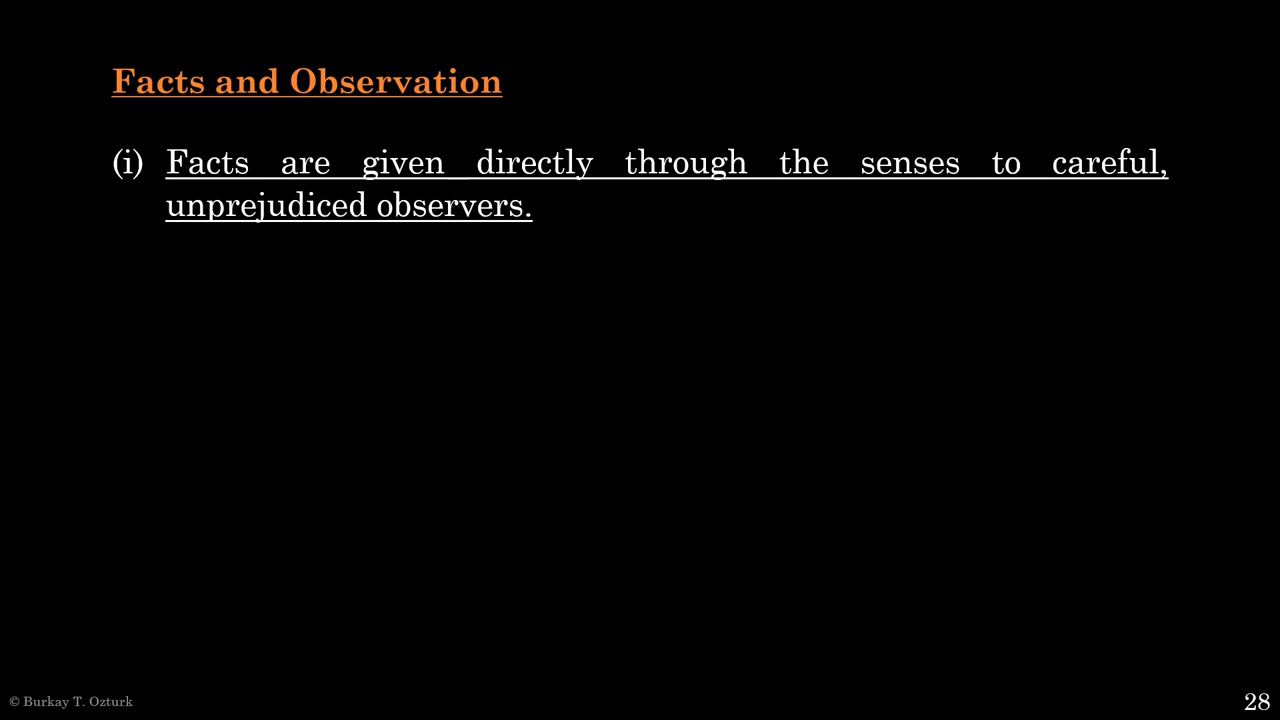 Facts and Observation
(i) Facts are given directly through the senses to careful,
unprejudiced observers.
© Burkay T. Ozturk
28